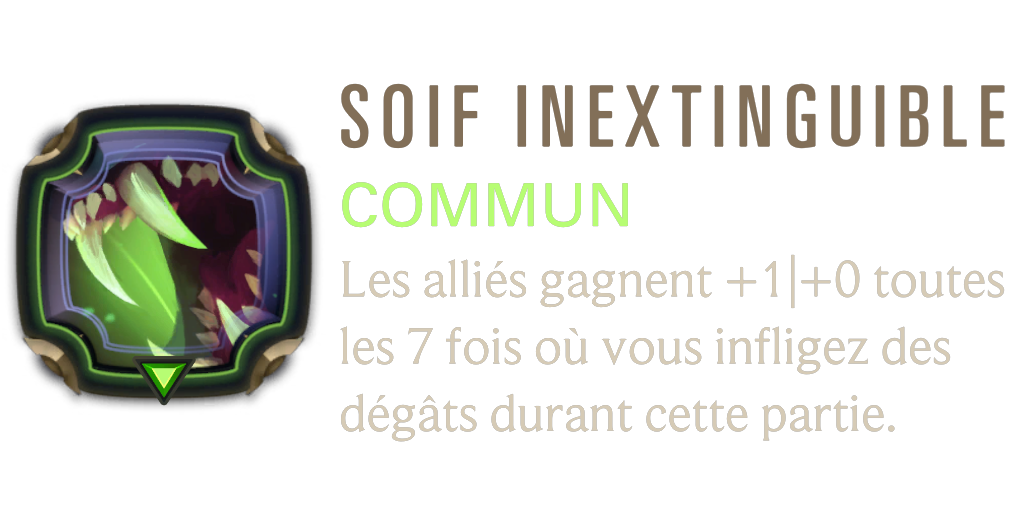 SOIF INEXTINGUIBLE
COMMUN
Les alliés gagnent +1|+0 toutes
les 7 fois où vous infligez des
dégâts durant cette partie.